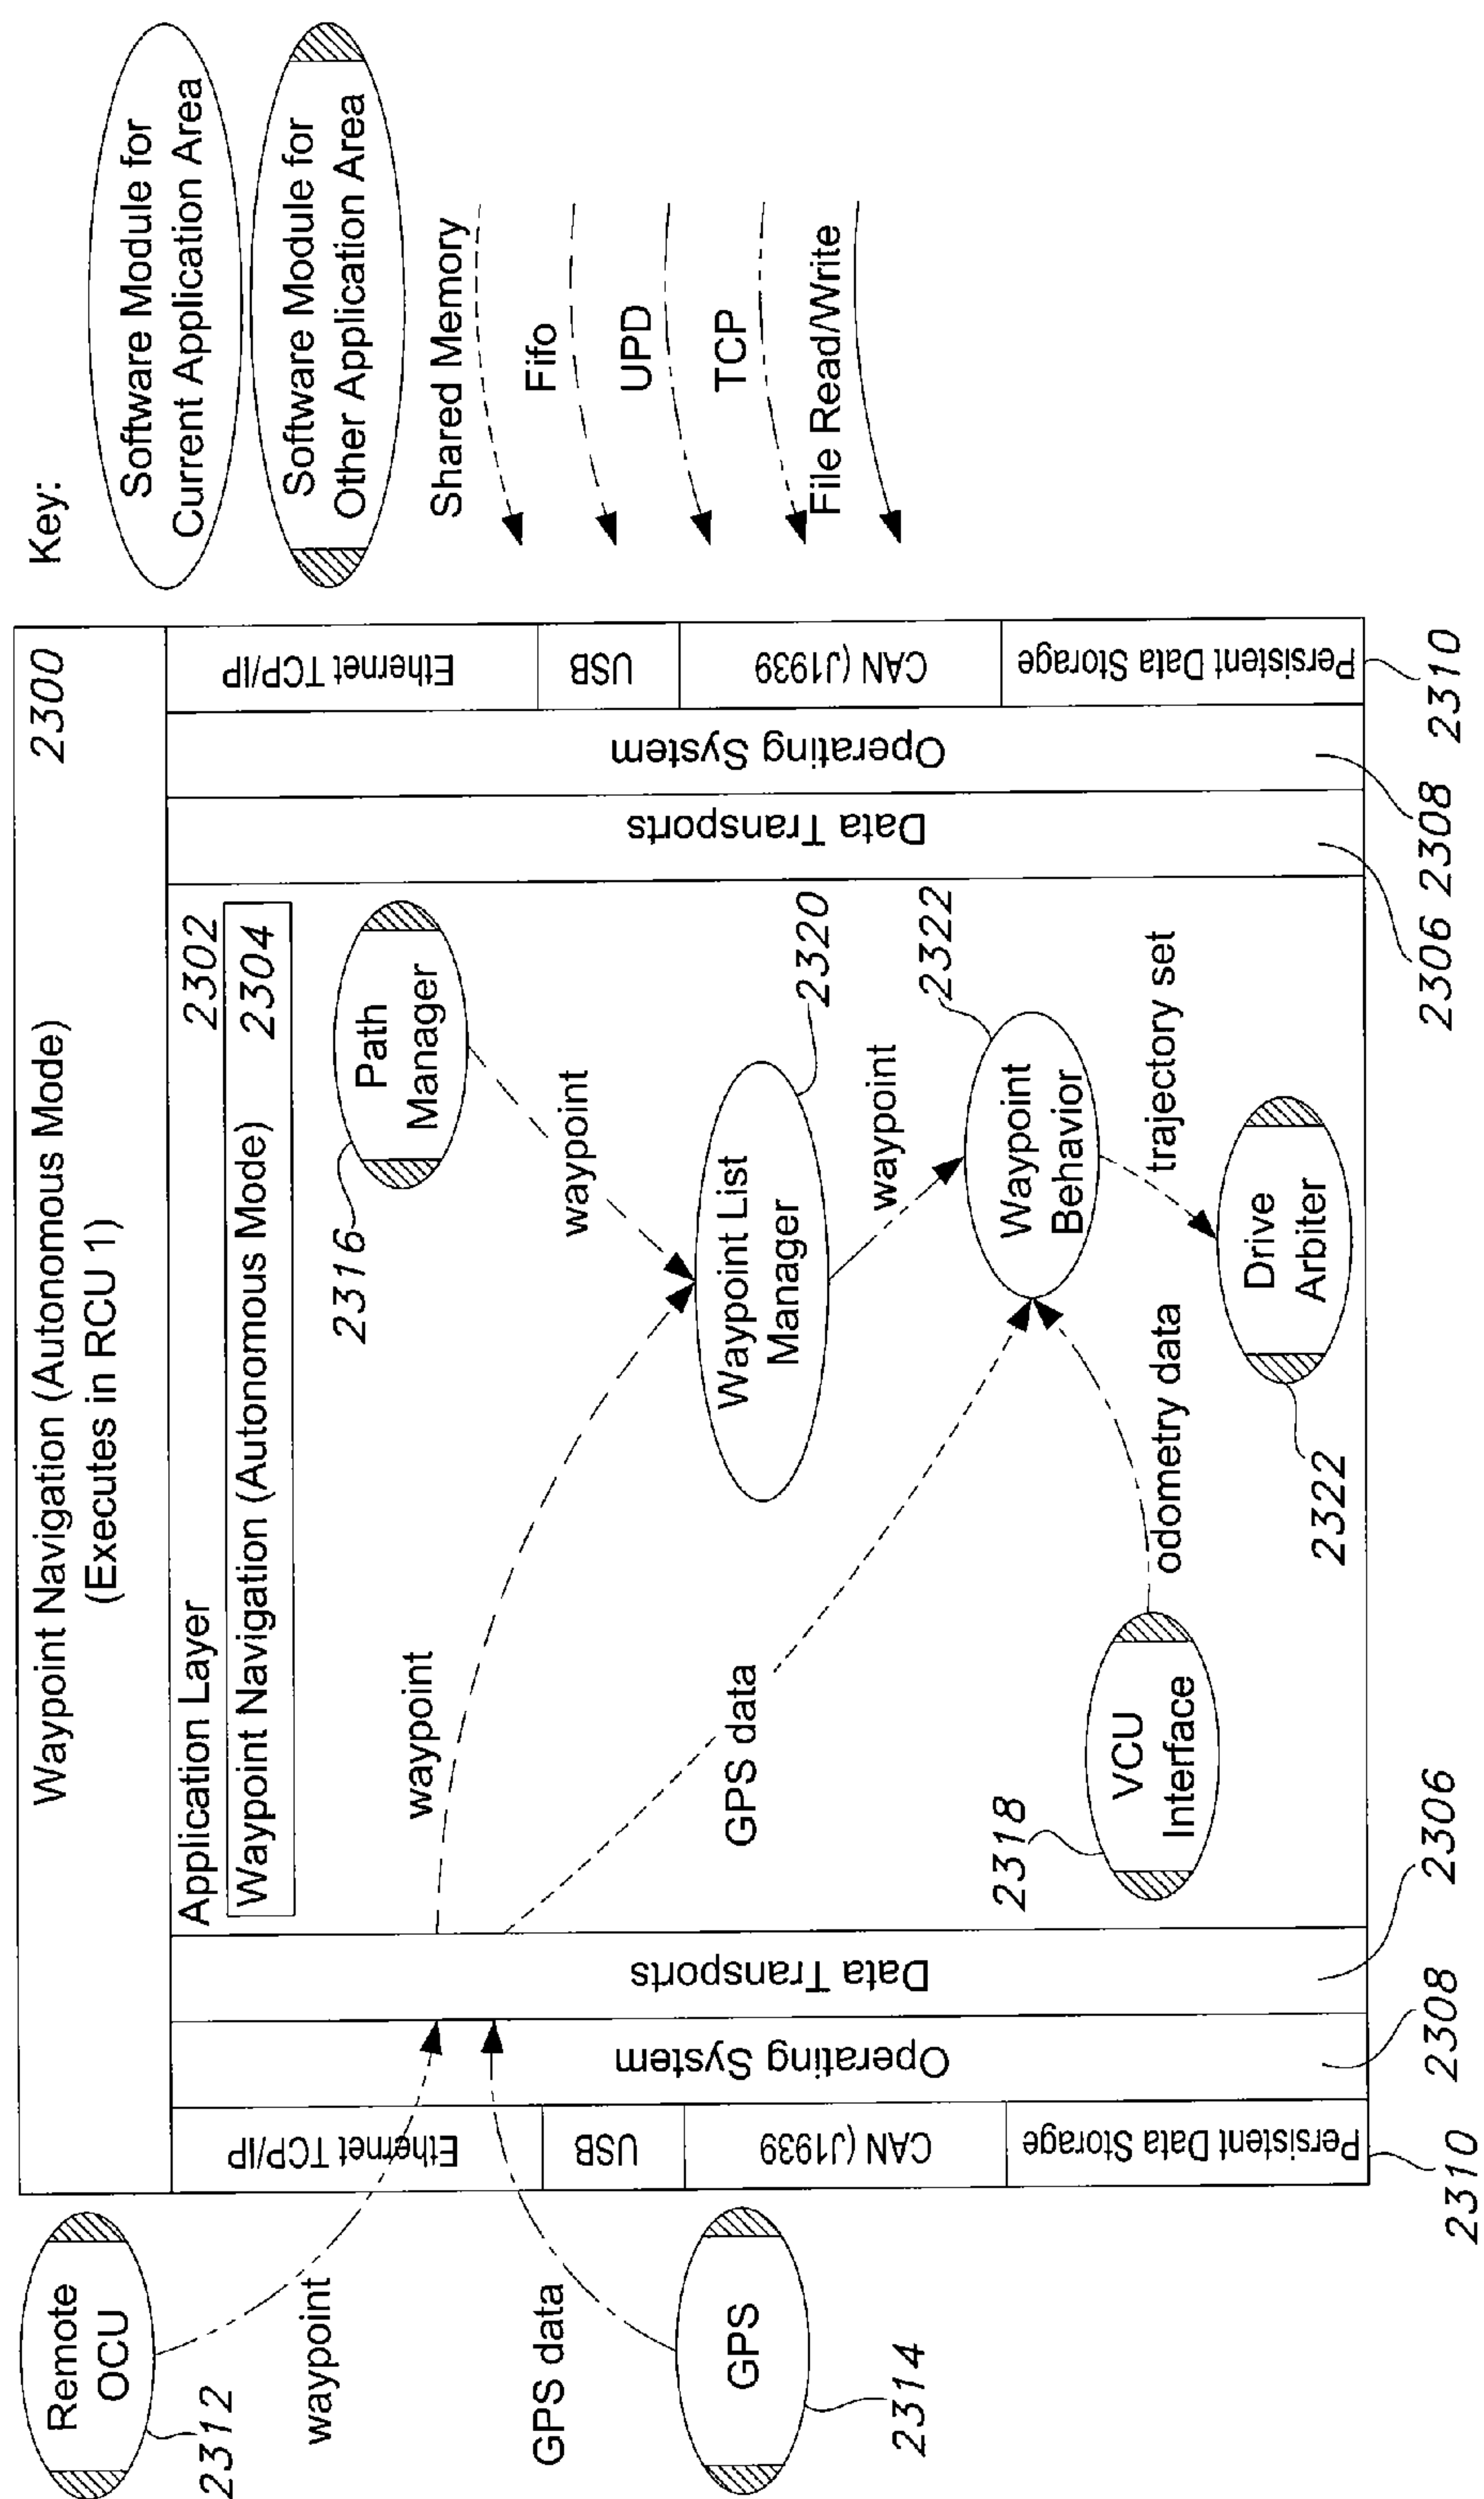 Waypoint Navigation (Autonomous Mode)
(Executes in RCU 1)
2300
Application Layer
2302
Waypoint Navigation (Autonomous Mode)
2304
Remote
OCU
2312
waypoint
GPS data
GPS
2314
Ethernet TCP/IP
USB
CAN (J1939
Persistent Data Storage
2310
Operating System
2308
Data Transports
2306
waypoint
GPS data
2318
VCU
Interface
odometry data
2316
Path
Manager
waypoint
Waypoint List
Manager
2320
waypoint
Waypoint
Behavior
2322
trajectory set
Drive
Arbiter
2322
Data Transports
2306
Operating System
2308
Ethernet TCP/IP
USB
CAN (J1939
Persistent Data Storage
2310
Key:
Software Module for
Current Application Area
Software Module for
Other Application Area
Shared Memory
Fifo
UPD
TCP
File Read/Write